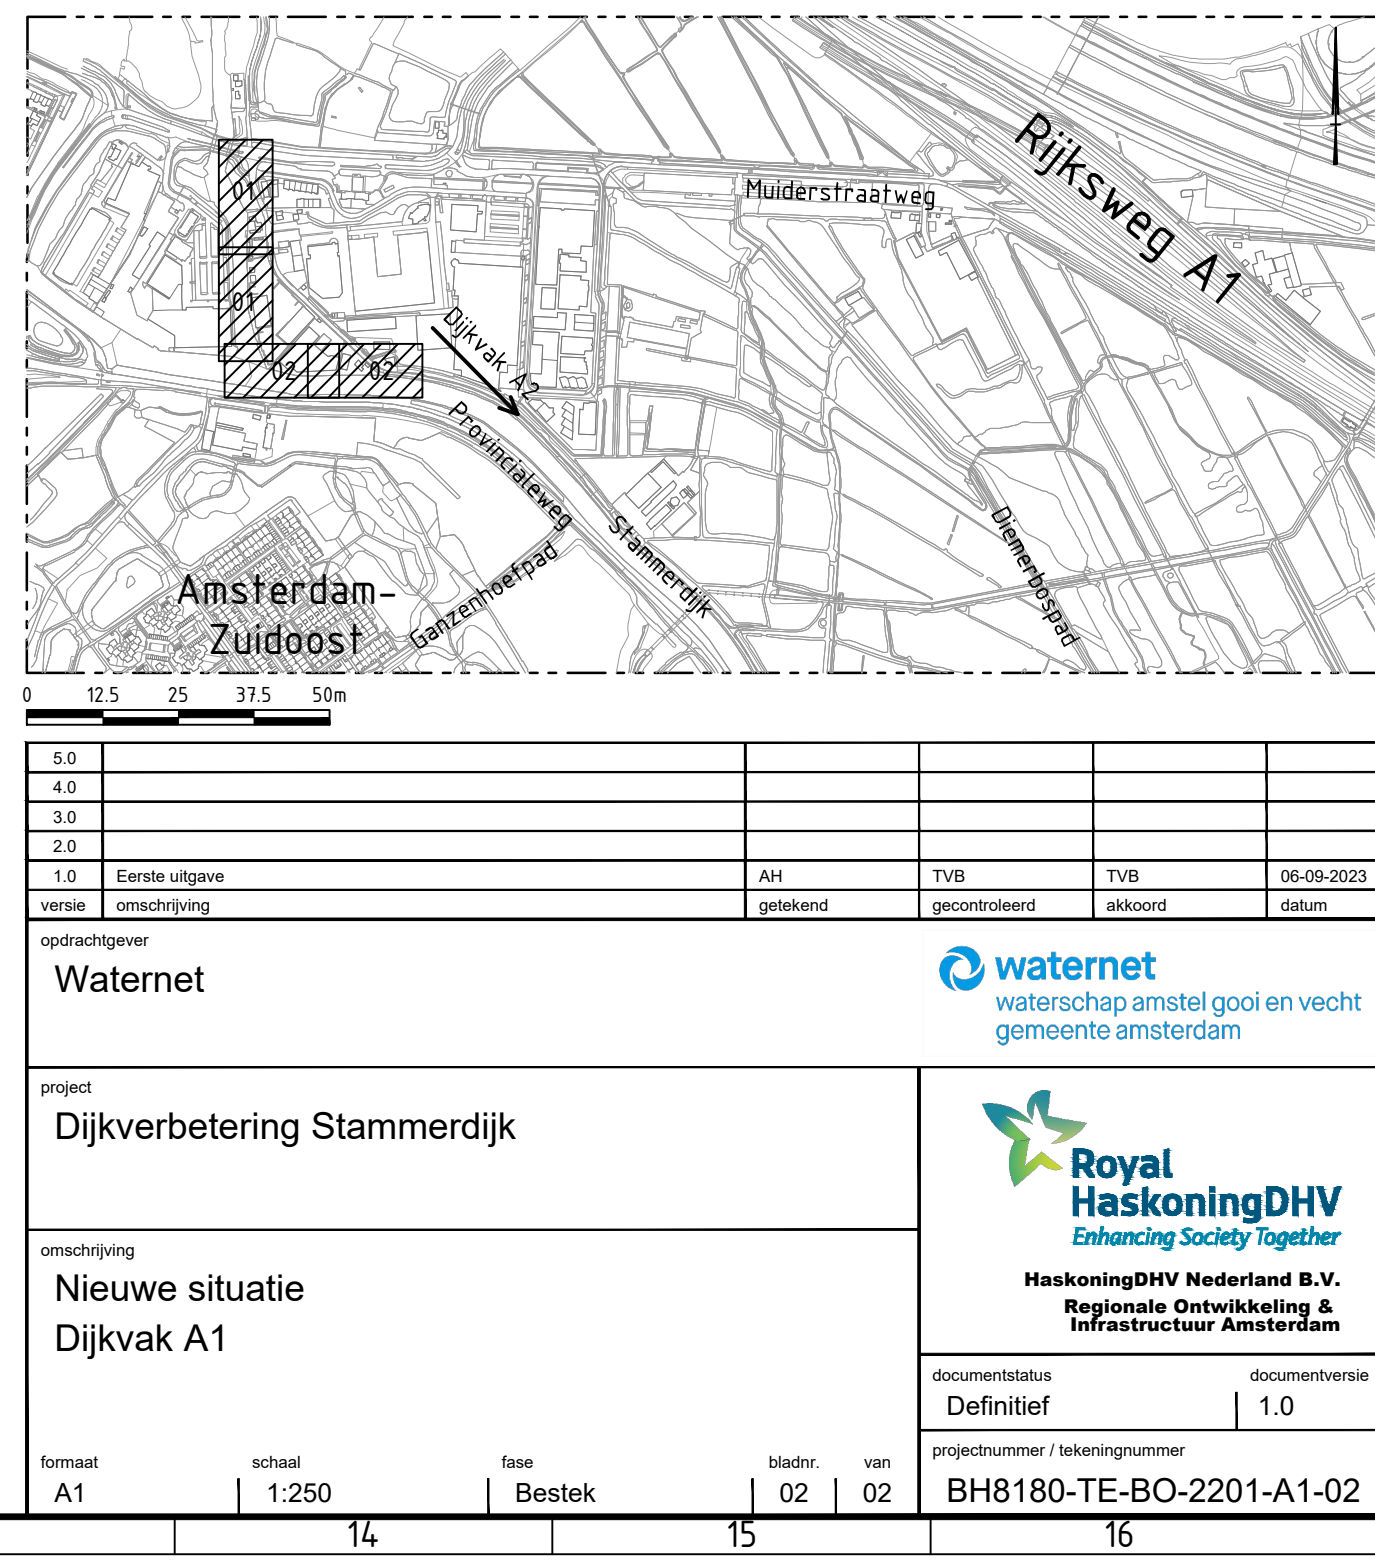 Rijksweg A1
Muiderstraatweg
01
01
02
02
Dijkvak A2
Provincialeweg
Stammerdijk
Ganzenhoefpad
Diemerbospad
Amsterdam-
Zuidoost
0 12.5 25 37.5 50m
5.0
4.0
3.0
2.0
1.0 Eerste uitgave AH TVB TVB 06-09-2023
versie omschrijving getekend gecontroleerd akkoord datum
opdrachtgever
Waternet
waternet
waterschap amstel gooi en vecht
gemeente amsterdam
project
Dijkverbetering Stammerdijk
Royal
HaskoningDHV
Enhancing Society Together
HaskoningDHV Nederland B.V.
Regionale Ontwikkeling &
Infrastructuur Amsterdam
omschrijving
Nieuwe situatie
Dijkvak A1
documentstatus documentversie
Definitief 1.0
formaat schaal fase bladnr. van
A1 1:250 Bestek 02 02
projectnummer / tekeningnummer
BH8180-TE-BO-2201-A1-02
14 15 16